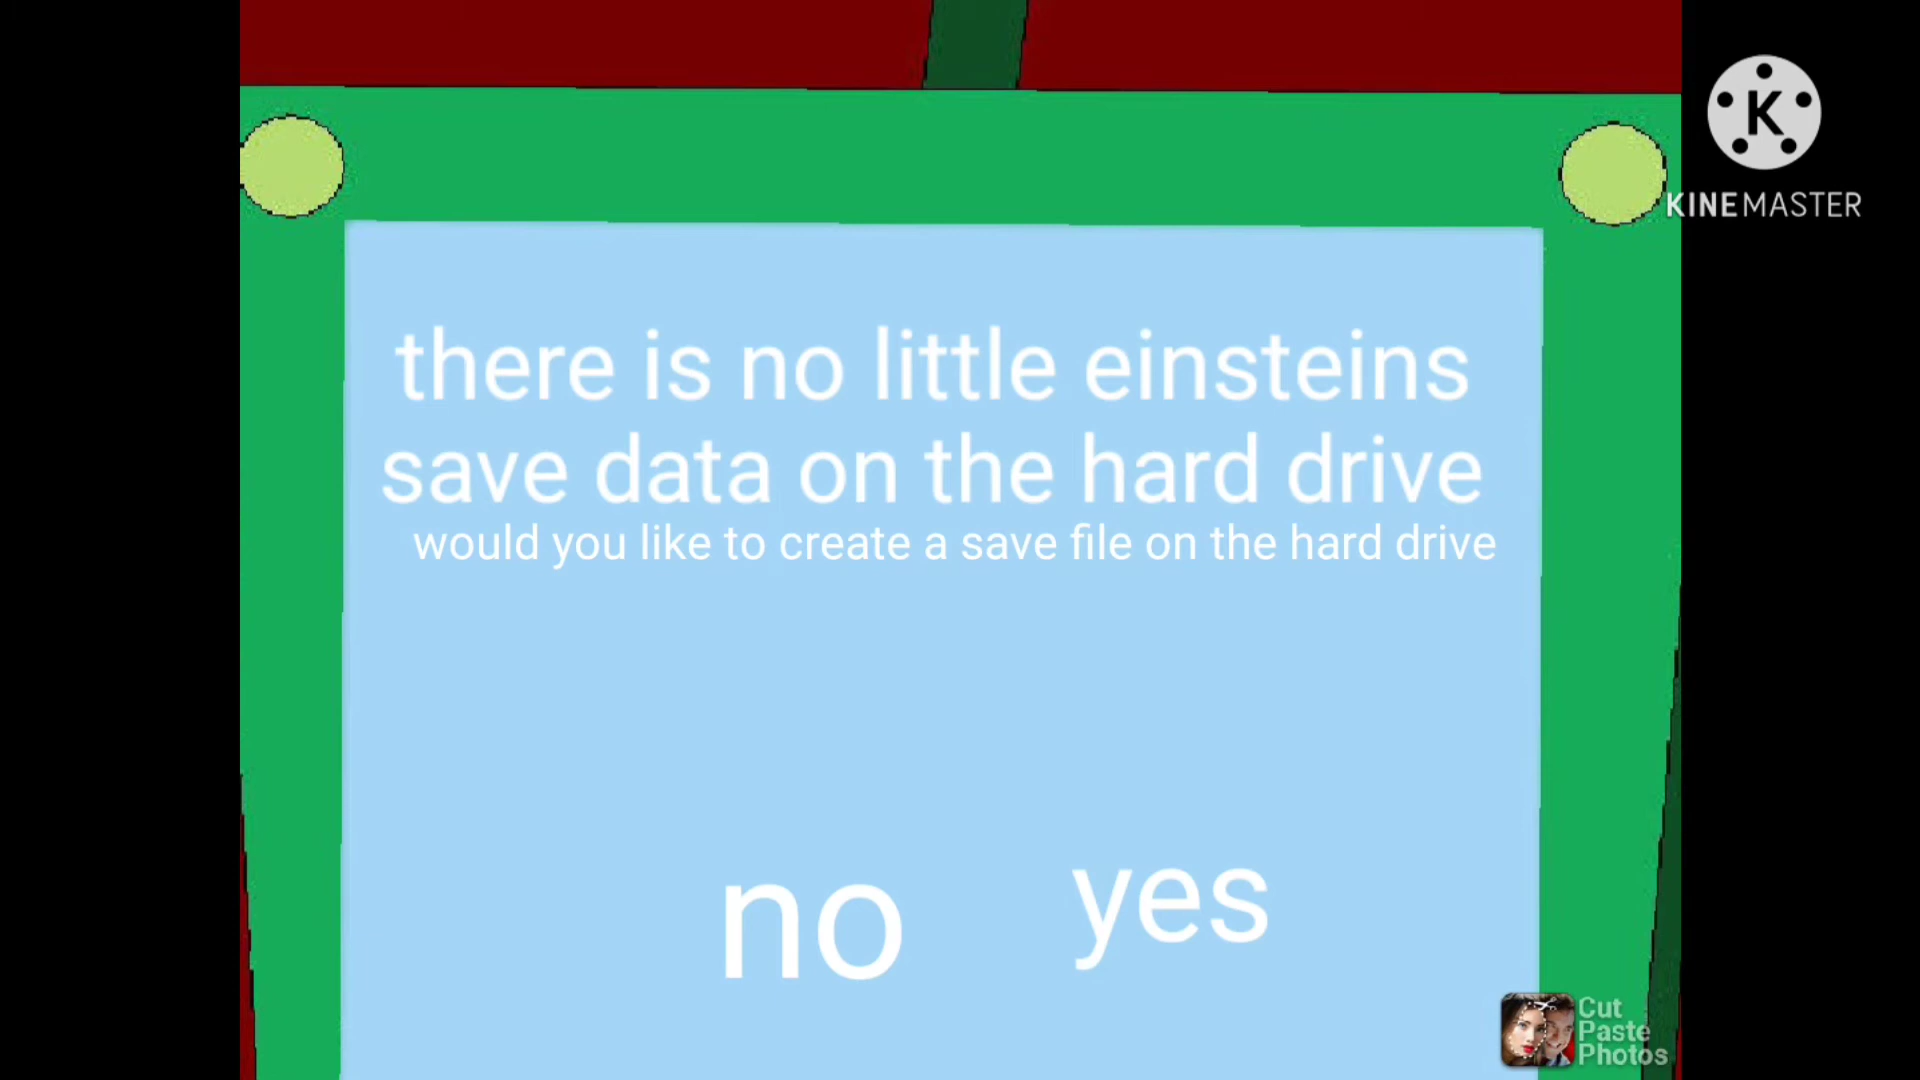 K
KINEMASTER
there is no little einsteins
save data on the hard drive
would you like to create a save file on the hard drive
no yes
Cut
Paste
Photos